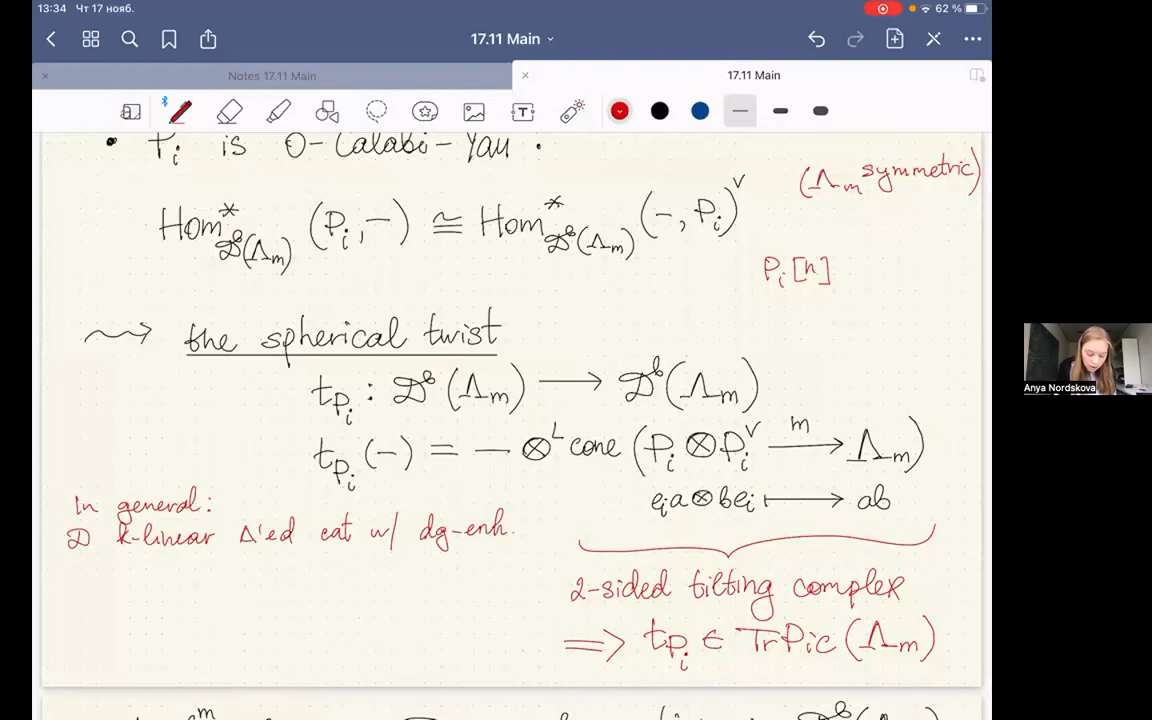 13:34 Чт 17 нояб.
62 %
17.11 Main
Notes 17.11 Main
17.11 Main
• P_i is 0-Calabi-Yau :
(Λ_m symmetric)
Hom^*_{D^b(Λ_m)} (P_i, −) ≅ Hom^*_{D^b(Λ_m)} (−, P_i)^∨
P_i [n]
⇝ the spherical twist
t_{P_i} : D^b(Λ_m) ⟶ D^b(Λ_m)
t_{P_i}(−) = − ⊗^L cone (P_i ⊗ P_i^∨ —m→ Λ_m)
e_i a ⊗ b e_i ⟼ ab
In general:
D k-linear Δ'ed cat w/ dg-enh.
2-sided tilting complex
⟹ t_{P_i} ∈ TrPic (Λ_m)
Anya Nordskova